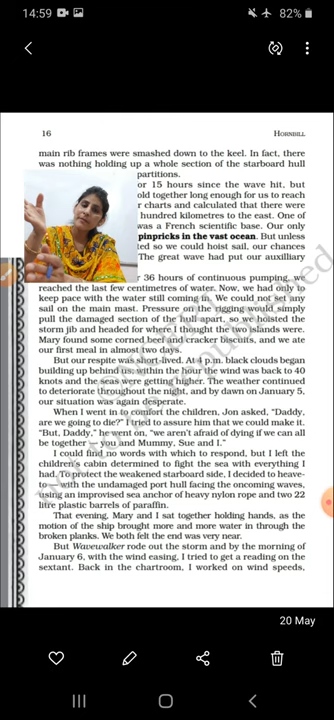 14:59
82%
16
HORNBILL
main rib frames were smashed down to the keel. In fact, there
was nothing holding up a whole section of the starboard hull
partitions.
or 15 hours since the wave hit, but
old together long enough for us to reach
r charts and calculated that there were
hundred kilometres to the east. One of
was a French scientific base. Our only
pinpricks in the vast ocean. But unless
ted so we could hoist sail, our chances
The great wave had put our auxilliary
r 36 hours of continuous pumping, we
reached the last few centimetres of water. Now, we had only to
keep pace with the water still coming in. We could not set any
sail on the main mast. Pressure on the rigging would simply
pull the damaged section of the hull apart, so we hoisted the
storm jib and headed for where I thought the two islands were.
Mary found some corned beef and cracker biscuits, and we ate
our first meal in almost two days.
But our respite was short-lived. At 4 p.m. black clouds began
building up behind us; within the hour the wind was back to 40
knots and the seas were getting higher. The weather continued
to deteriorate throughout the night, and by dawn on January 5,
our situation was again desperate.
When I went in to comfort the children, Jon asked, "Daddy,
are we going to die?" I tried to assure him that we could make it.
"But, Daddy," he went on, "we aren't afraid of dying if we can all
be together — you and Mummy, Sue and I."
I could find no words with which to respond, but I left the
children's cabin determined to fight the sea with everything I
had. To protect the weakened starboard side, I decided to heave-
to — with the undamaged port hull facing the oncoming waves,
using an improvised sea anchor of heavy nylon rope and two 22
litre plastic barrels of paraffin.
That evening, Mary and I sat together holding hands, as the
motion of the ship brought more and more water in through the
broken planks. We both felt the end was very near.
But Wavewalker rode out the storm and by the morning of
January 6, with the wind easing, I tried to get a reading on the
sextant. Back in the chartroom, I worked on wind speeds,
20 May